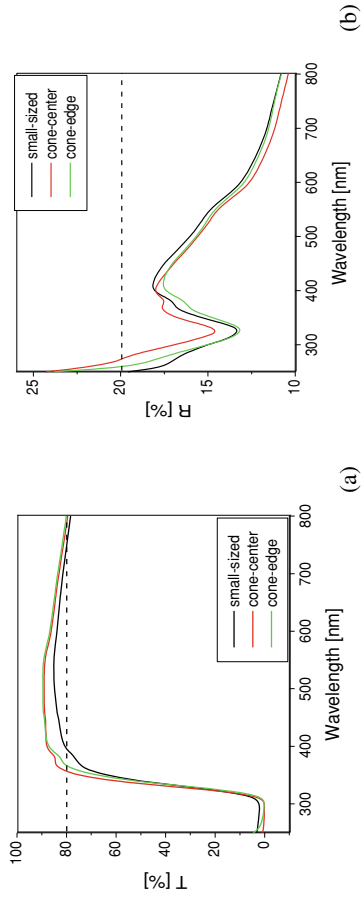 100
80
60
40
20
0
T [%]
300
400
500
600
700
800
Wavelength [nm]
small-sized
cone-center
cone-edge
(a)
25
20
15
10
R [%]
300
400
500
600
700
800
Wavelength [nm]
small-sized
cone-center
cone-edge
(b)